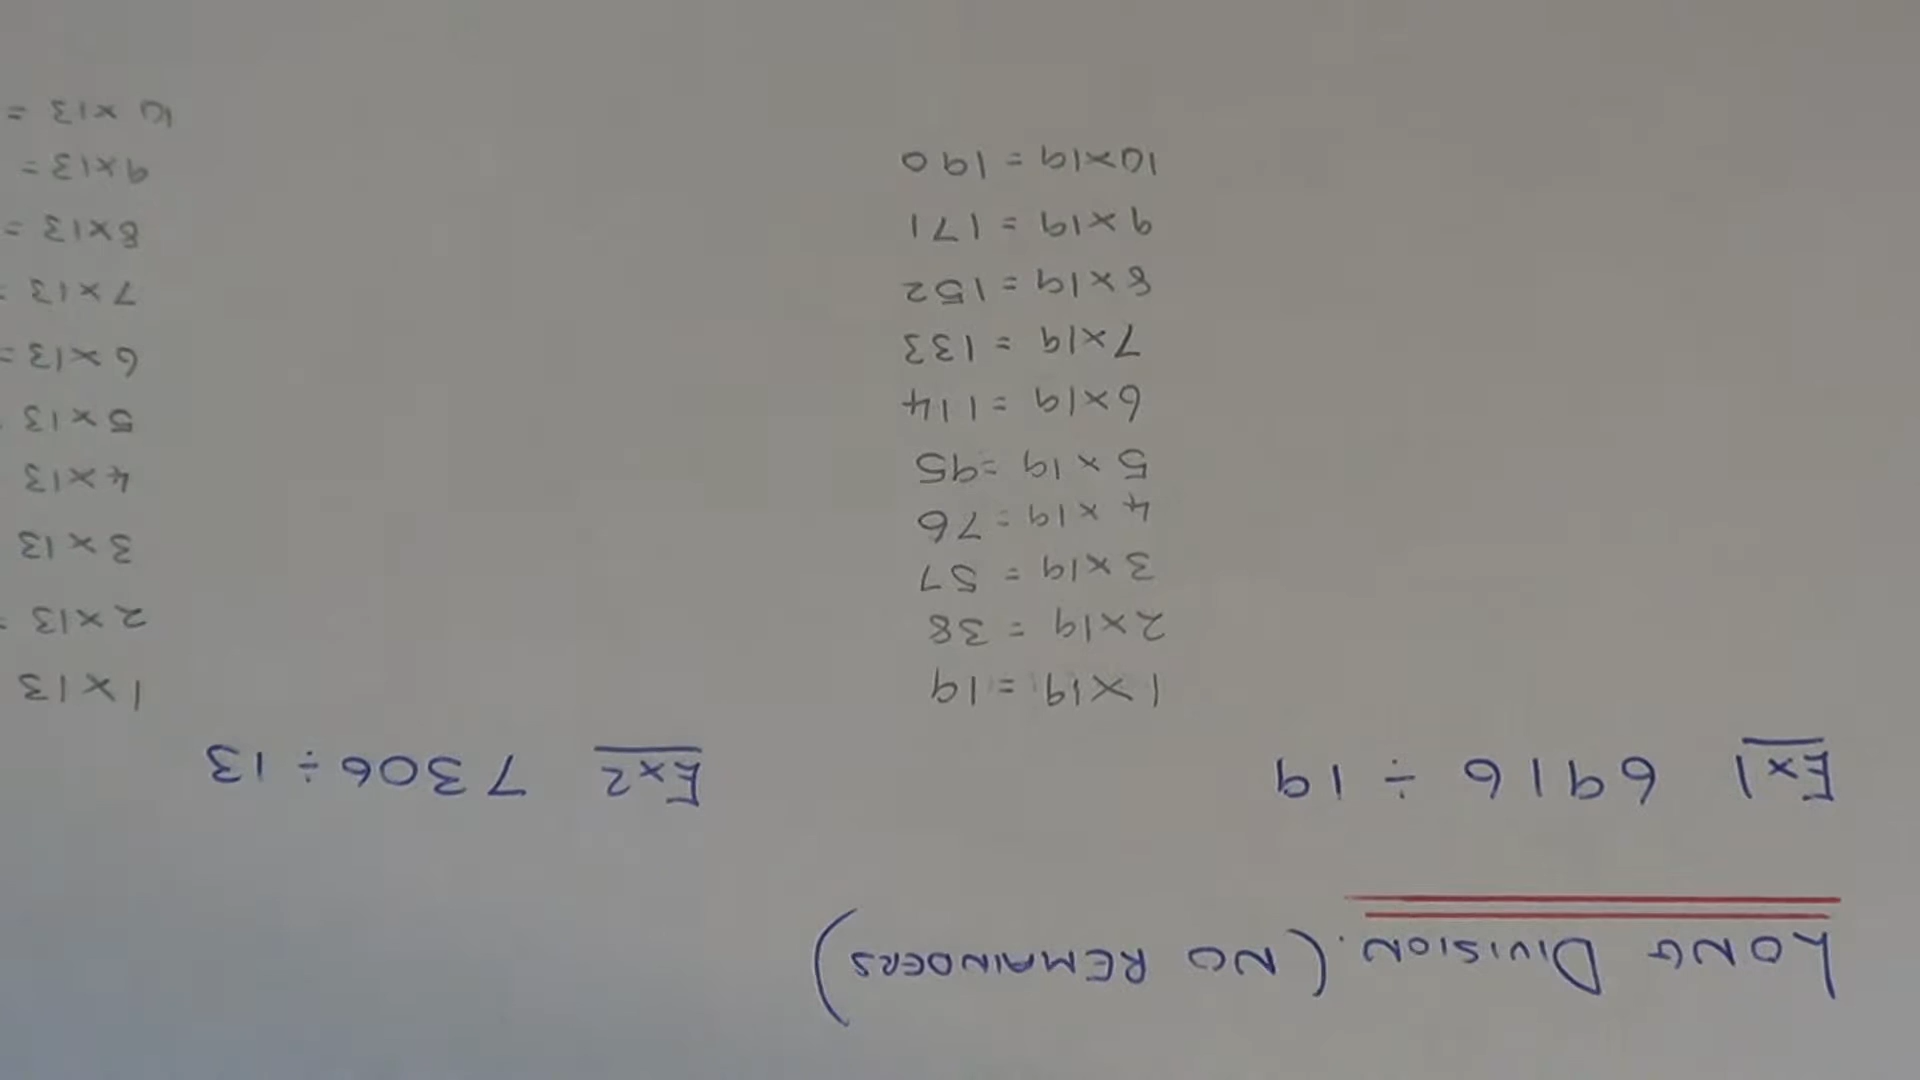 LONG DIVISION. (NO REMAINDERS)
Ex1 6916 ÷ 19
1 × 19 = 19
2 × 19 = 38
3 × 19 = 57
4 × 19 = 76
5 × 19 = 95
6 × 19 = 114
7 × 19 = 133
8 × 19 = 152
9 × 19 = 171
10 × 19 = 190
Ex2 7306 ÷ 13
1 × 13
2 × 13 =
3 × 13
4 × 13
5 × 13
6 × 13 =
7 × 13 =
8 × 13 =
9 × 13 =
10 × 13 =